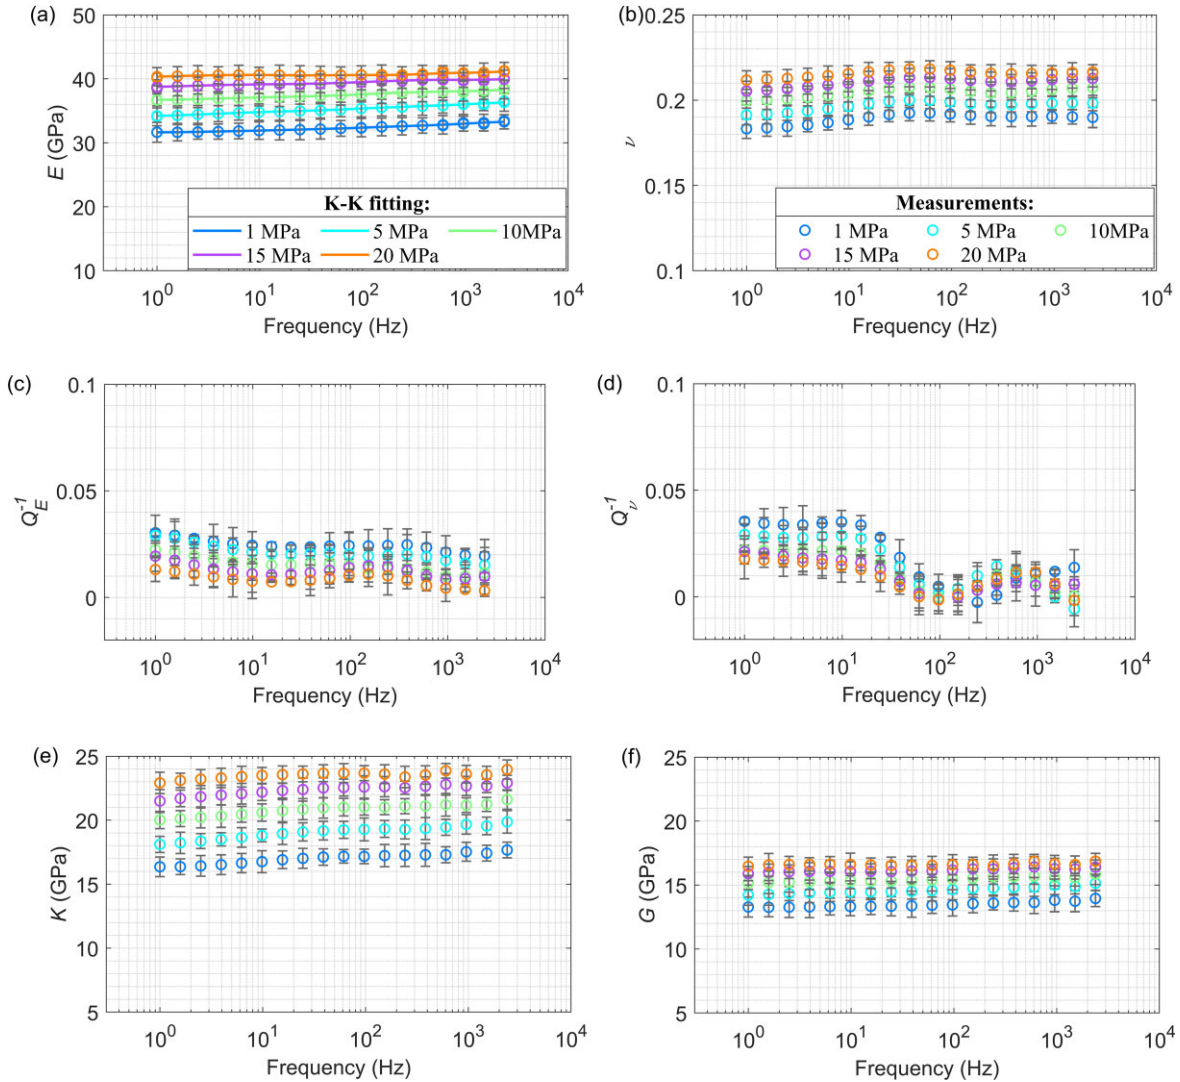 (a)
50
40
30
20
10
E (GPa)
K-K fitting:
1 MPa 5 MPa 10MPa
15 MPa 20 MPa
10^0 10^1 10^2 10^3 10^4
Frequency (Hz)
(b)
0.25
0.2
0.15
0.1
ν
Measurements:
1 MPa 5 MPa 10MPa
15 MPa 20 MPa
10^0 10^1 10^2 10^3 10^4
Frequency (Hz)
(c)
0.1
0.05
0
Q_E^-1
10^0 10^1 10^2 10^3 10^4
Frequency (Hz)
(d)
0.1
0.05
0
Q_ν^-1
10^0 10^1 10^2 10^3 10^4
Frequency (Hz)
(e)
25
20
15
10
5
K (GPa)
10^0 10^1 10^2 10^3 10^4
Frequency (Hz)
(f)
25
20
15
10
5
G (GPa)
10^0 10^1 10^2 10^3 10^4
Frequency (Hz)